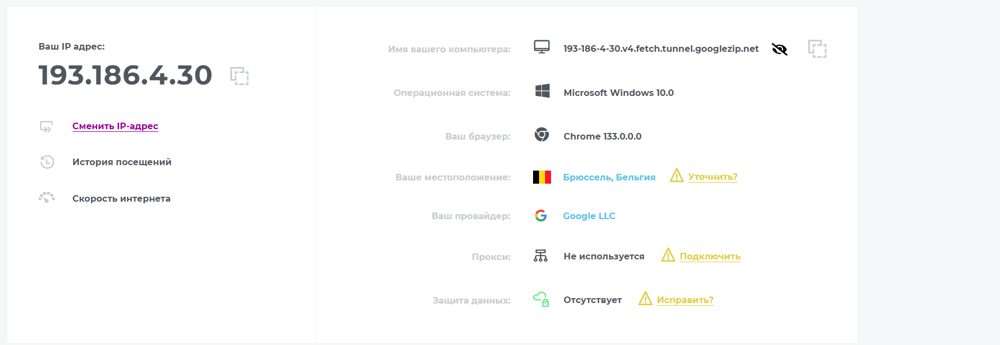 Ваш IP адрес:
193.186.4.30
Сменить IP-адрес
История посещений
Скорость интернета
Имя вашего компьютера: 193-186-4-30.v4.fetch.tunnel.googlezip.net
Операционная система: Microsoft Windows 10.0
Ваш браузер: Chrome 133.0.0.0
Ваше местоположение: Брюссель, Бельгия Уточнить?
Ваш провайдер: Google LLC
Прокси: Не используется Подключить
Защита данных: Отсутствует Исправить?